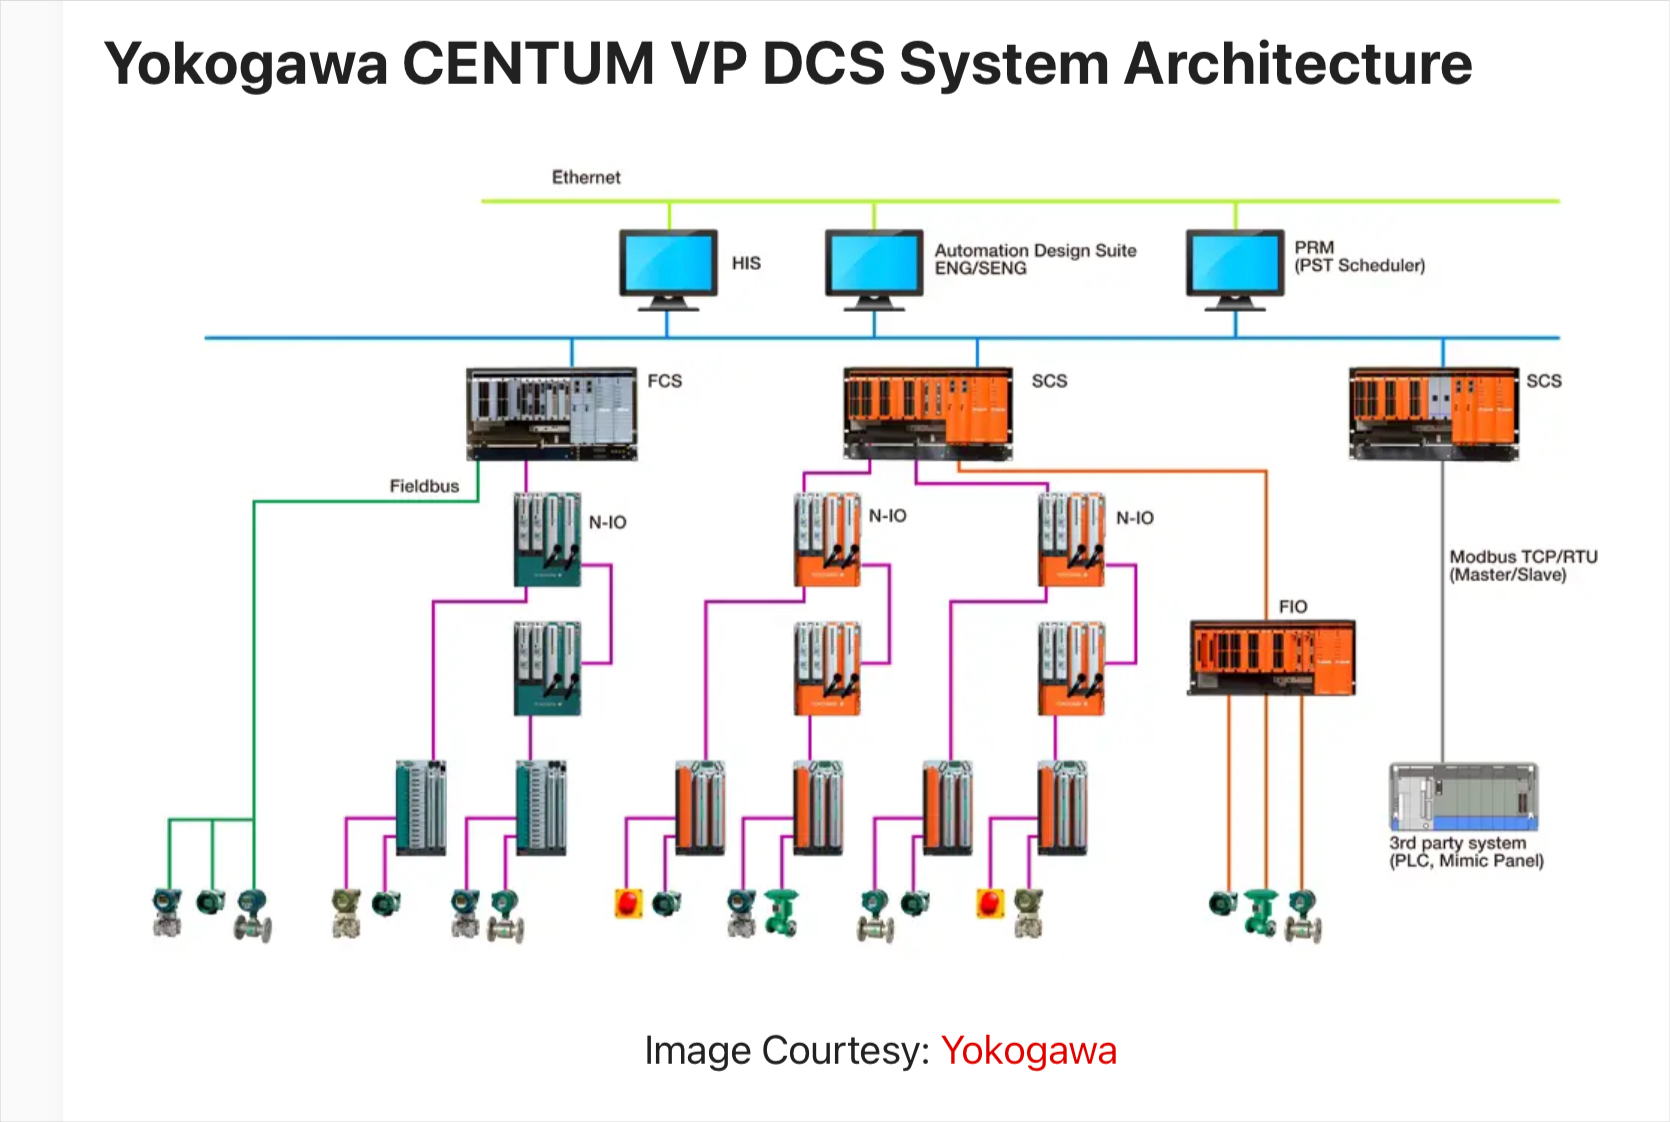 Yokogawa CENTUM VP DCS System Architecture
Ethernet
HIS
Automation Design Suite
ENG/SENG
PRM
(PST Scheduler)
FCS
SCS
SCS
Fieldbus
N-IO
N-IO
N-IO
Modbus TCP/RTU
(Master/Slave)
FIO
3rd party system
(PLC, Mimic Panel)
Image Courtesy: Yokogawa